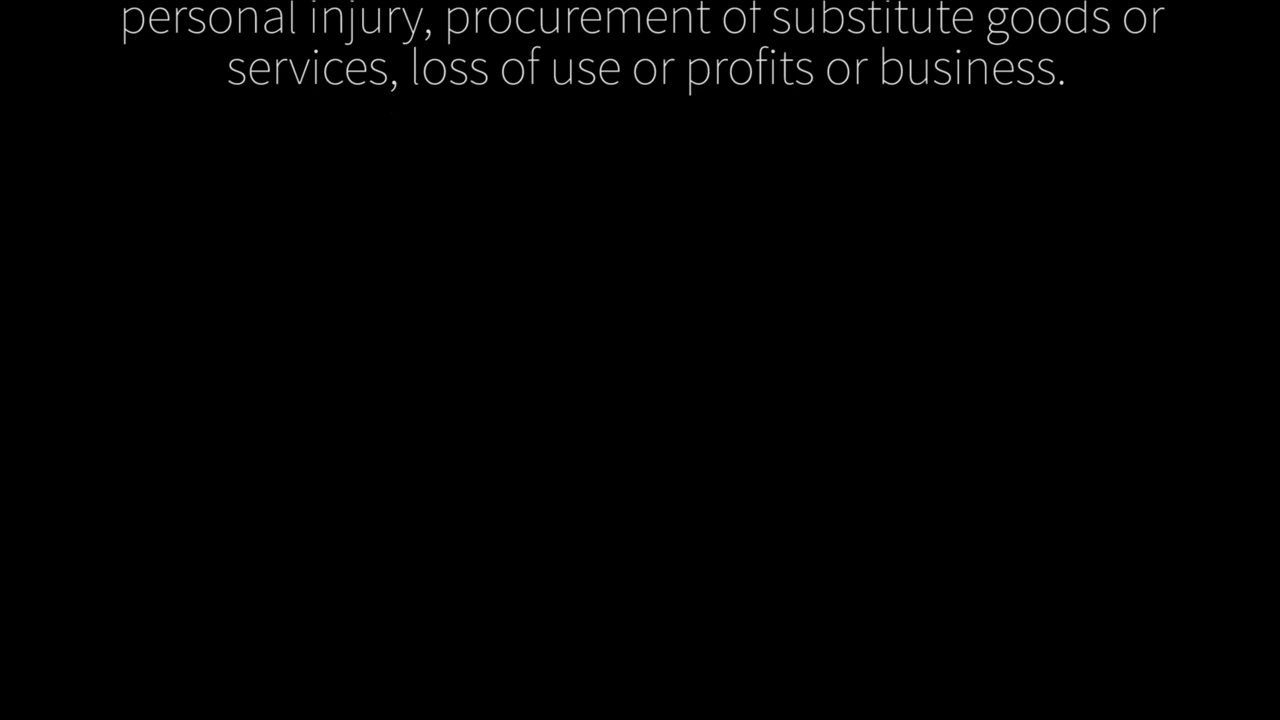 personal injury, procurement of substitute goods or
services, loss of use or profits or business.